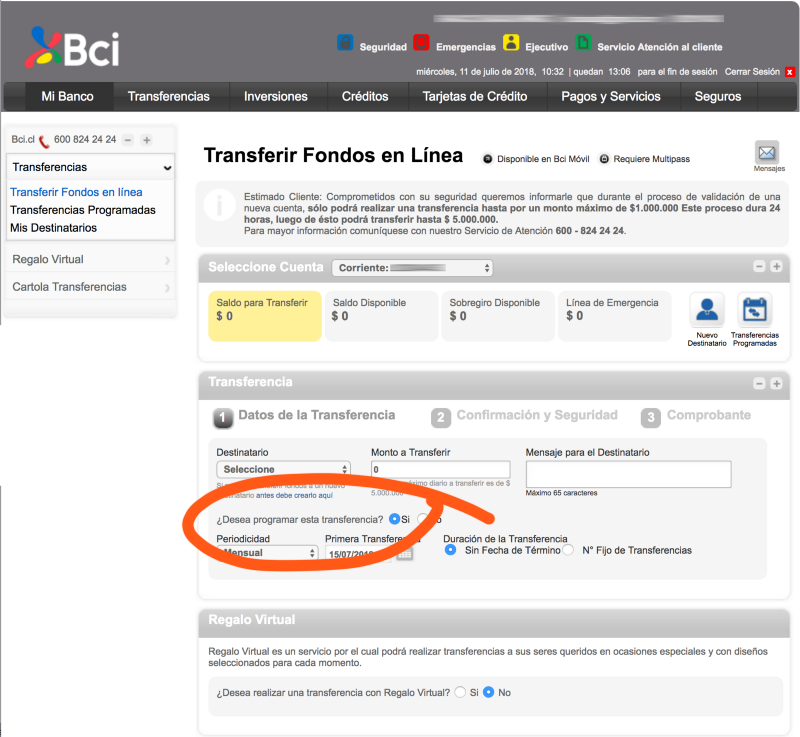 Bci
Seguridad Emergencias Ejecutivo Servicio Atención al cliente
miércoles, 11 de julio de 2018, 10:32 | quedan 13:06 para el fin de sesión Cerrar Sesión x
Mi Banco Transferencias Inversiones Créditos Tarjetas de Crédito Pagos y Servicios Seguros
Bci.cl 600 824 24 24 − +
Transferencias
Transferir Fondos en línea
Transferencias Programadas
Mis Destinatarios
Regalo Virtual
Cartola Transferencias
Transferir Fondos en Línea
Disponible en Bci Móvil Requiere Multipass
Mensajes
Estimado Cliente: Comprometidos con su seguridad queremos informarle que durante el proceso de validación de una
nueva cuenta, sólo podrá realizar una transferencia hasta por un monto máximo de $1.000.000 Este proceso dura 24
horas, luego de ésto podrá transferir hasta $ 5.000.000.
Para mayor información comuníquese con nuestro Servicio de Atención 600 - 824 24 24.
Seleccione Cuenta Corriente: − +
Saldo para Transferir Saldo Disponible Sobregiro Disponible Línea de Emergencia
$ 0 $ 0 $ 0 $ 0
Nuevo Destinatario
Transferencias Programadas
Transferencia − +
1 Datos de la Transferencia 2 Confirmación y Seguridad 3 Comprobante
Destinatario Monto a Transferir Mensaje para el Destinatario
Seleccione 0
fondos a un nuevo
antes debe crearlo aquí
diario a transferir es de $
5.000.000
Máximo 65 caracteres
¿Desea programar esta transferencia? Si
Periodicidad Primera Transferencia Duración de la Transferencia
Mensual 15/07/2018 Sin Fecha de Término N° Fijo de Transferencias
Regalo Virtual
Regalo Virtual es un servicio por el cual podrá realizar transferencias a sus seres queridos en ocasiones especiales y con diseños
seleccionados para cada momento.
¿Desea realizar una transferencia con Regalo Virtual? Si No